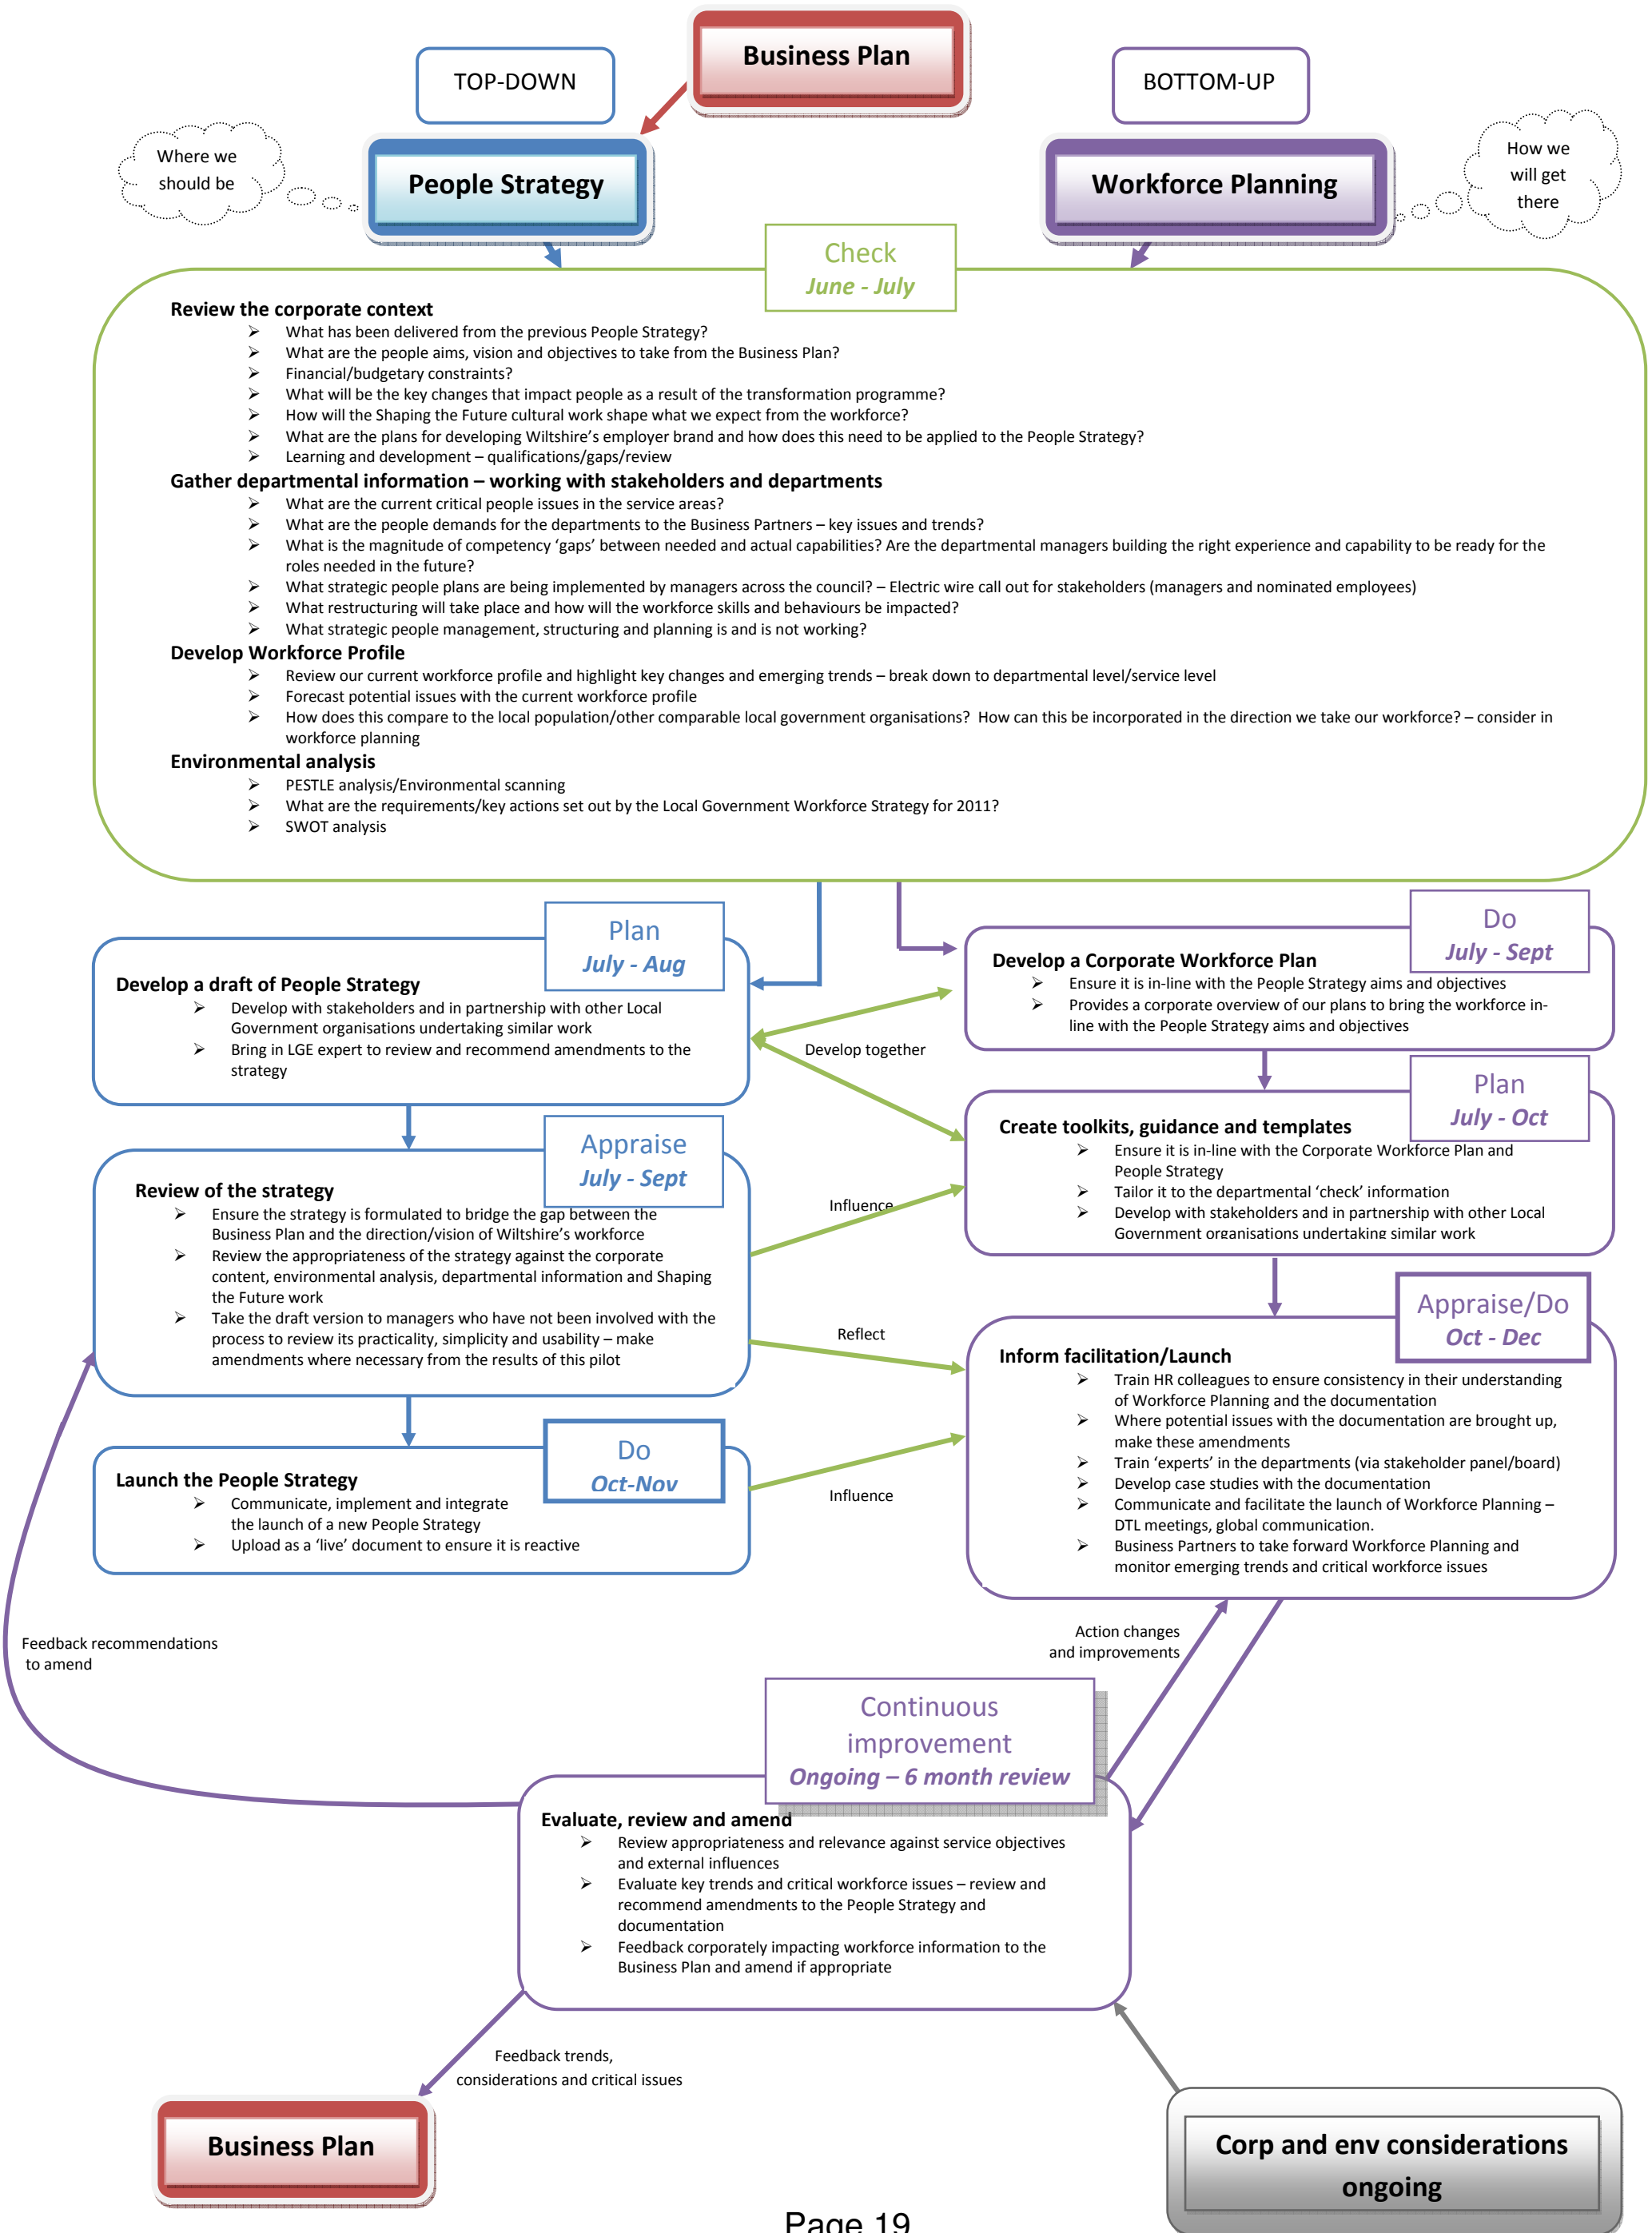 Business Plan
TOP-DOWN
BOTTOM-UP
Where we
should be
People Strategy
Workforce Planning
How we
will get
there
Check
June - July
Review the corporate context
➢ What has been delivered from the previous People Strategy?
➢ What are the people aims, vision and objectives to take from the Business Plan?
➢ Financial/budgetary constraints?
➢ What will be the key changes that impact people as a result of the transformation programme?
➢ How will the Shaping the Future cultural work shape what we expect from the workforce?
➢ What are the plans for developing Wiltshire's employer brand and how does this need to be applied to the People Strategy?
➢ Learning and development – qualifications/gaps/review
Gather departmental information – working with stakeholders and departments
➢ What are the current critical people issues in the service areas?
➢ What are the people demands for the departments to the Business Partners – key issues and trends?
➢ What is the magnitude of competency 'gaps' between needed and actual capabilities? Are the departmental managers building the right experience and capability to be ready for the
roles needed in the future?
➢ What strategic people plans are being implemented by managers across the council? – Electric wire call out for stakeholders (managers and nominated employees)
➢ What restructuring will take place and how will the workforce skills and behaviours be impacted?
➢ What strategic people management, structuring and planning is and is not working?
Develop Workforce Profile
➢ Review our current workforce profile and highlight key changes and emerging trends – break down to departmental level/service level
➢ Forecast potential issues with the current workforce profile
➢ How does this compare to the local population/other comparable local government organisations? How can this be incorporated in the direction we take our workforce? – consider in
workforce planning
Environmental analysis
➢ PESTLE analysis/Environmental scanning
➢ What are the requirements/key actions set out by the Local Government Workforce Strategy for 2011?
➢ SWOT analysis
Plan
July - Aug
Develop a draft of People Strategy
➢ Develop with stakeholders and in partnership with other Local
Government organisations undertaking similar work
➢ Bring in LGE expert to review and recommend amendments to the
strategy
Do
July - Sept
Develop a Corporate Workforce Plan
➢ Ensure it is in-line with the People Strategy aims and objectives
➢ Provides a corporate overview of our plans to bring the workforce in-
line with the People Strategy aims and objectives
Develop together
Plan
July - Oct
Create toolkits, guidance and templates
➢ Ensure it is in-line with the Corporate Workforce Plan and
People Strategy
➢ Tailor it to the departmental 'check' information
➢ Develop with stakeholders and in partnership with other Local
Government organisations undertaking similar work
Appraise
July - Sept
Review of the strategy
➢ Ensure the strategy is formulated to bridge the gap between the
Business Plan and the direction/vision of Wiltshire's workforce
➢ Review the appropriateness of the strategy against the corporate
content, environmental analysis, departmental information and Shaping
the Future work
➢ Take the draft version to managers who have not been involved with the
process to review its practicality, simplicity and usability – make
amendments where necessary from the results of this pilot
Influence
Reflect
Appraise/Do
Oct - Dec
Inform facilitation/Launch
➢ Train HR colleagues to ensure consistency in their understanding
of Workforce Planning and the documentation
➢ Where potential issues with the documentation are brought up,
make these amendments
➢ Train 'experts' in the departments (via stakeholder panel/board)
➢ Develop case studies with the documentation
➢ Communicate and facilitate the launch of Workforce Planning –
DTL meetings, global communication.
➢ Business Partners to take forward Workforce Planning and
monitor emerging trends and critical workforce issues
Do
Oct-Nov
Launch the People Strategy
➢ Communicate, implement and integrate
the launch of a new People Strategy
➢ Upload as a 'live' document to ensure it is reactive
Influence
Feedback recommendations
to amend
Action changes
and improvements
Continuous
improvement
Ongoing – 6 month review
Evaluate, review and amend
➢ Review appropriateness and relevance against service objectives
and external influences
➢ Evaluate key trends and critical workforce issues – review and
recommend amendments to the People Strategy and
documentation
➢ Feedback corporately impacting workforce information to the
Business Plan and amend if appropriate
Feedback trends,
considerations and critical issues
Business Plan
Corp and env considerations
ongoing
Page 19